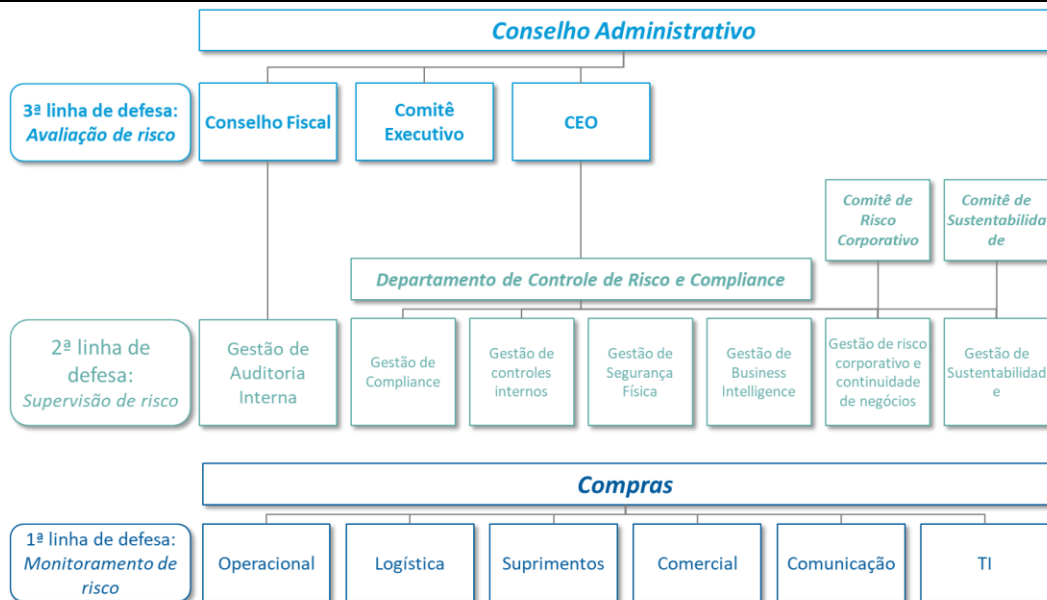 Conselho Administrativo
3ª linha de defesa:
Avaliação de risco
Conselho Fiscal
Comitê
Executivo
CEO
Comitê de
Risco
Corporativo
Comitê de
Sustentabilida
de
Departamento de Controle de Risco e Compliance
2ª linha de
defesa:
Supervisão de risco
Gestão de
Auditoria
Interna
Gestão de
Compliance
Gestão de
controles
internos
Gestão de
Segurança
Física
Gestão de
Business
Intelligence
Gestão de risco
corporativo e
continuidade
de negócios
Gestão de
Sustentabilidad
e
Compras
1ª linha de defesa:
Monitoramento de
risco
Operacional
Logística
Suprimentos
Comercial
Comunicação
TI